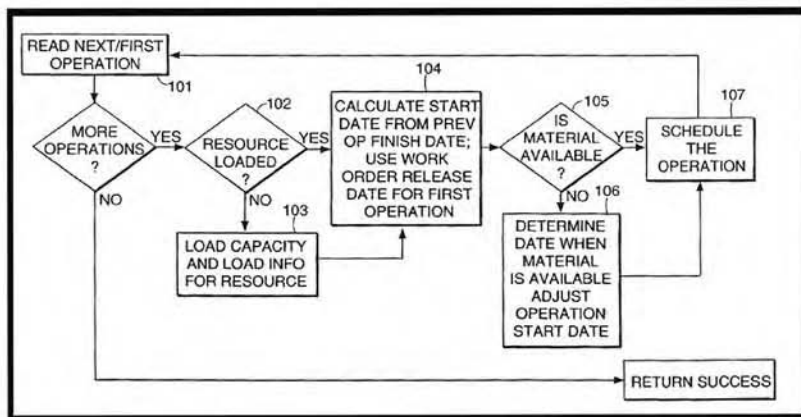 READ NEXT/FIRST
OPERATION
101
MORE
OPERATIONS
?
YES
NO
102
RESOURCE
LOADED
?
YES
NO
103
LOAD CAPACITY
AND LOAD INFO
FOR RESOURCE
104
CALCULATE START
DATE FROM PREV
OP FINISH DATE;
USE WORK
ORDER RELEASE
DATE FOR FIRST
OPERATION
105
IS
MATERIAL
AVAILABLE
?
YES
NO
106
DETERMINE
DATE WHEN
MATERIAL
IS AVAILABLE
ADJUST
OPERATION
START DATE
107
SCHEDULE
THE
OPERATION
RETURN SUCCESS